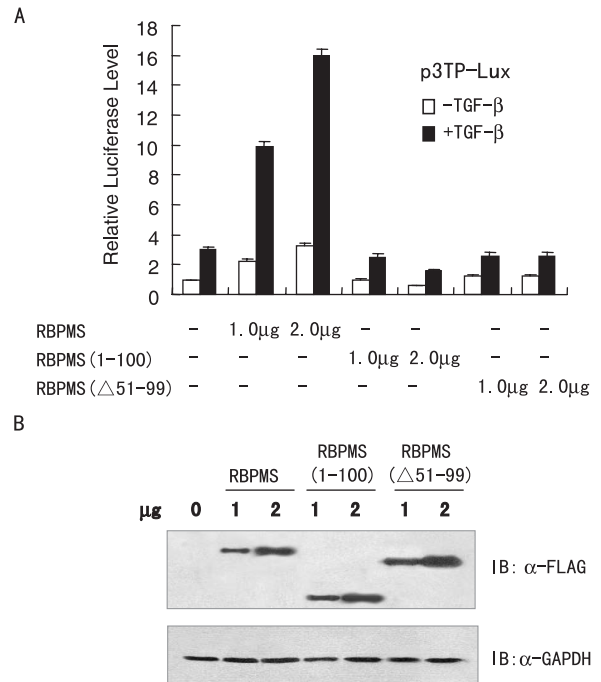 A
Relative Luciferase Level
18
16
14
12
10
8
6
4
2
0
p3TP-Lux
-TGF-β
+TGF-β
RBPMS - 1.0μg 2.0μg - - - -
RBPMS(1-100) - - - 1.0μg 2.0μg - -
RBPMS(△51-99) - - - - - 1.0μg 2.0μg
B
RBPMS RBPMS (1-100) RBPMS (△51-99)
μg 0 1 2 1 2 1 2
IB: α-FLAG
IB: α-GAPDH